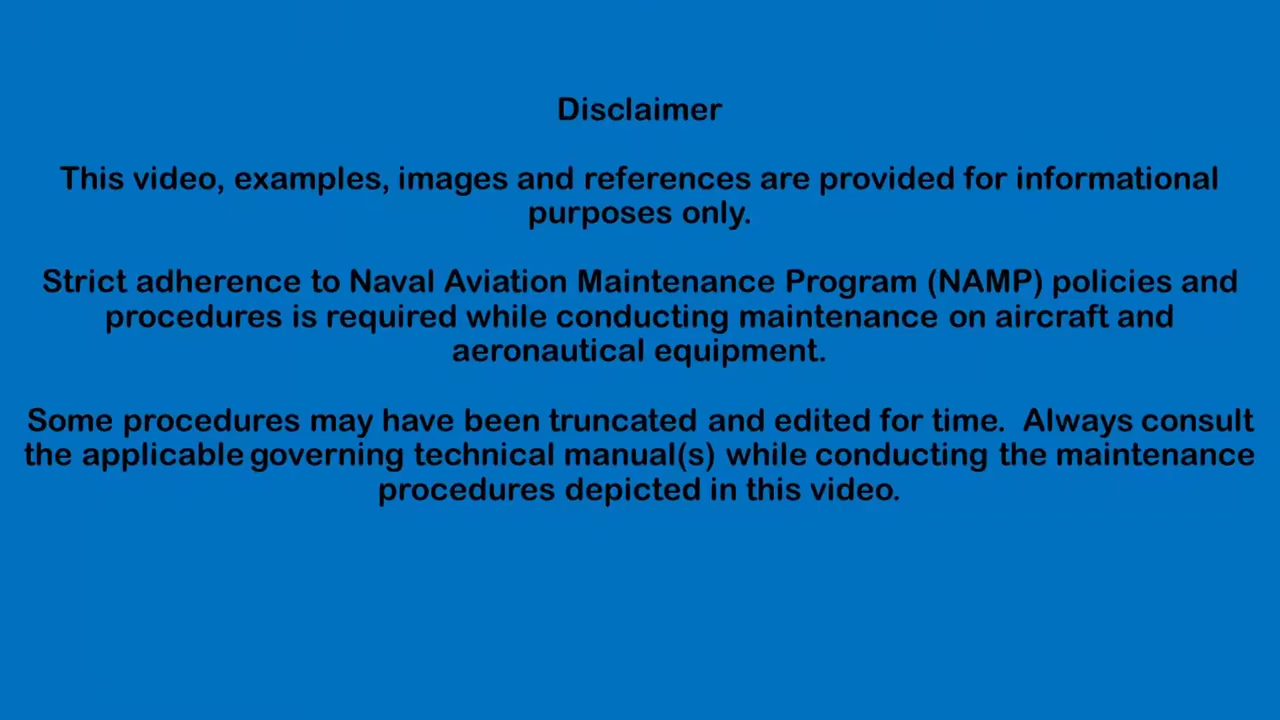 Disclaimer
This video, examples, images and references are provided for informational
purposes only.
Strict adherence to Naval Aviation Maintenance Program (NAMP) policies and
procedures is required while conducting maintenance on aircraft and
aeronautical equipment.
Some procedures may have been truncated and edited for time.  Always consult
the applicable governing technical manual(s) while conducting the maintenance
procedures depicted in this video.